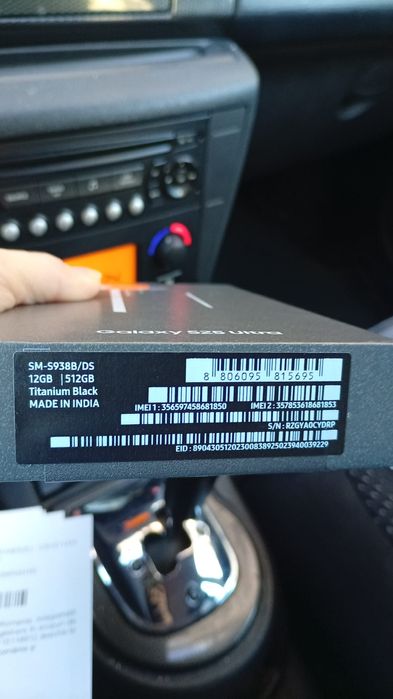 Galaxy S25 Ultra
SM-S938B/DS
12GB | 512GB
Titanium Black
MADE IN INDIA
8 806095 815695
IMEI 1 : 356597458681850
IMEI 2 : 357853618681853
S/N : RZGYA0CYDRP
EID : 89043051202300838925023940039229